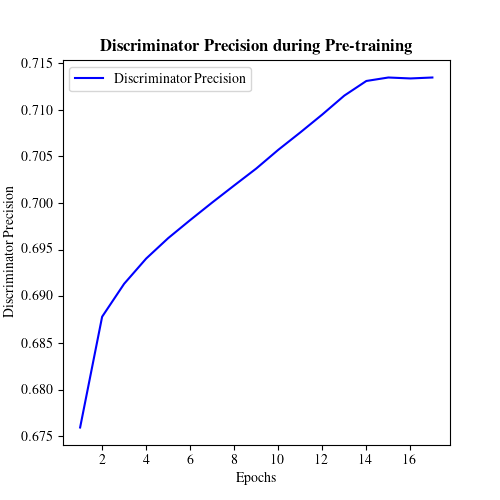 Discriminator Precision during Pre-training
Discriminator Precision
0.715
0.710
0.705
0.700
0.695
0.690
0.685
0.680
0.675
Discriminator Precision
2 4 6 8 10 12 14 16
Epochs